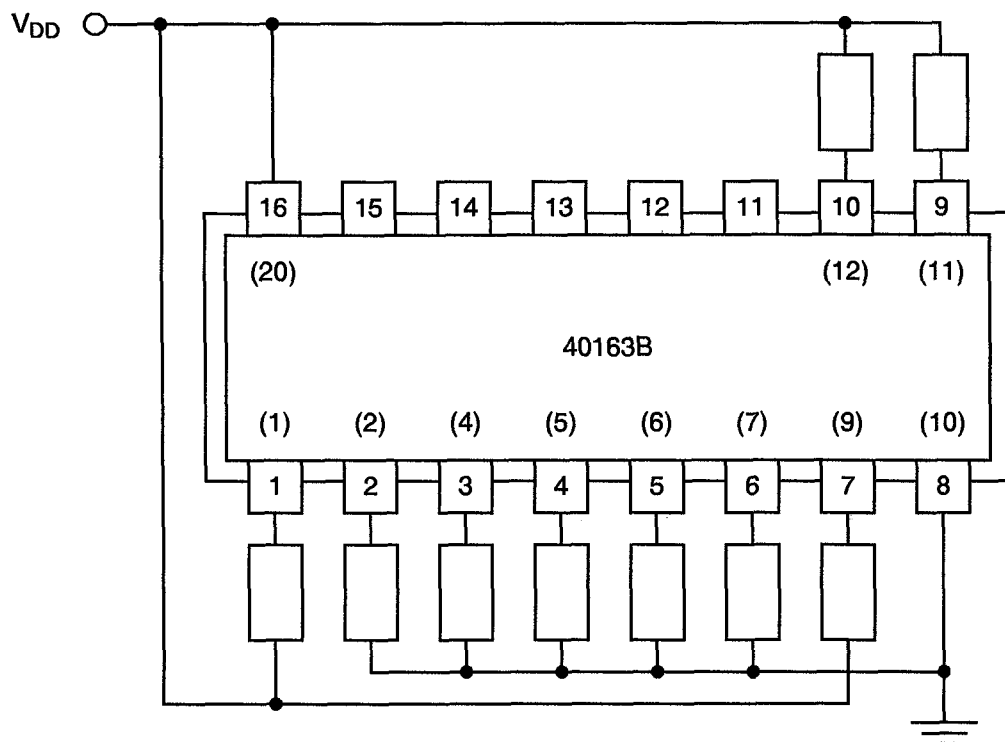 VDD
16 15 14 13 12 11 10 9
(20) (12) (11)
40163B
(1) (2) (4) (5) (6) (7) (9) (10)
1 2 3 4 5 6 7 8